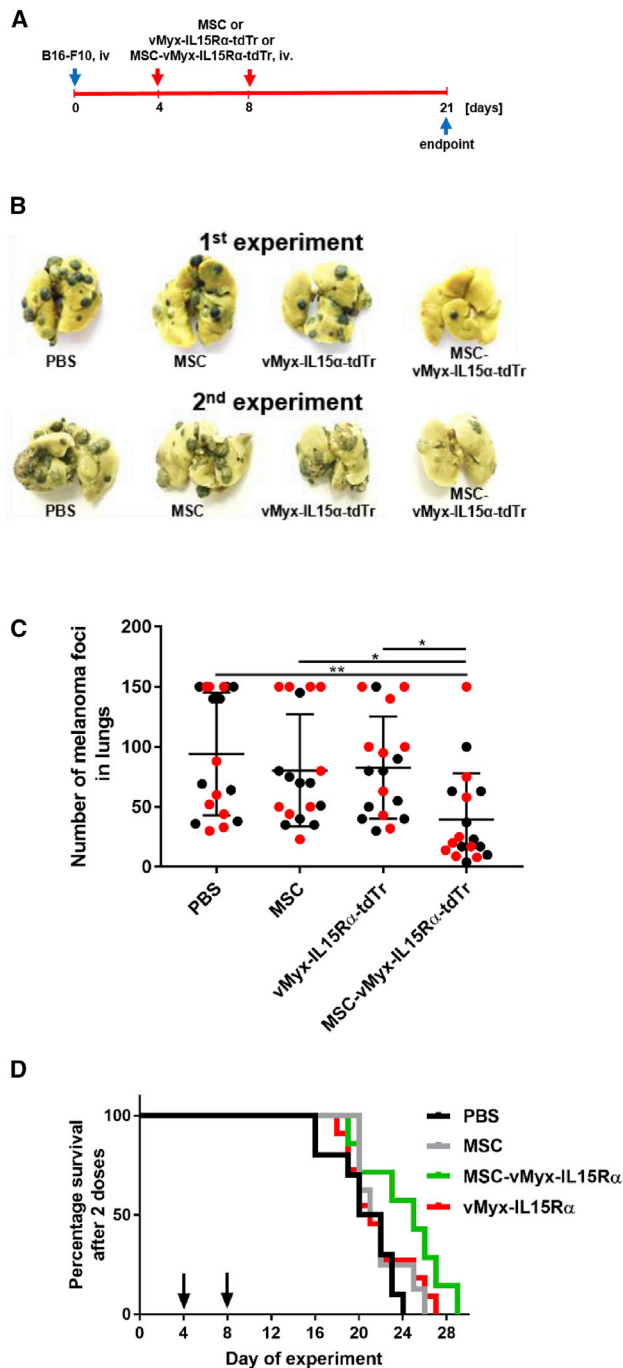 A
MSC or
vMyx-IL15Rα-tdTr or
B16-F10, iv MSC-vMyx-IL15Rα-tdTr, iv.
0 4 8 21 [days]
endpoint
B
1st experiment
PBS MSC vMyx-IL15α-tdTr MSC-
vMyx-IL15α-tdTr
2nd experiment
PBS MSC vMyx-IL15α-tdTr MSC-
vMyx-IL15α-tdTr
C
Number of melanoma foci
in lungs
200
150
100
50
0
*
*
**
PBS
MSC
vMyx-IL15Rα-tdTr
MSC-vMyx-IL15Rα-tdTr
D
Percentage survival
after 2 doses
100
50
0
PBS
MSC
MSC-vMyx-IL15Rα
vMyx-IL15Rα
0 4 8 12 16 20 24 28
Day of experiment